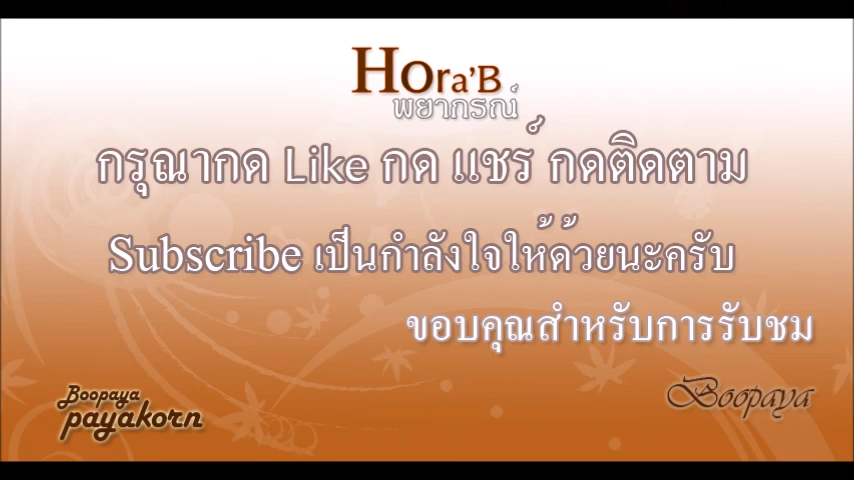 HOra'B
พยากรณ์
กรุณากด Like กด แชร์ กดติดตาม
Subscribe เป็นกำลังใจให้ด้วยนะครับ
ขอบคุณสำหรับการรับชม
Boopaya
payakorn
Boopaya